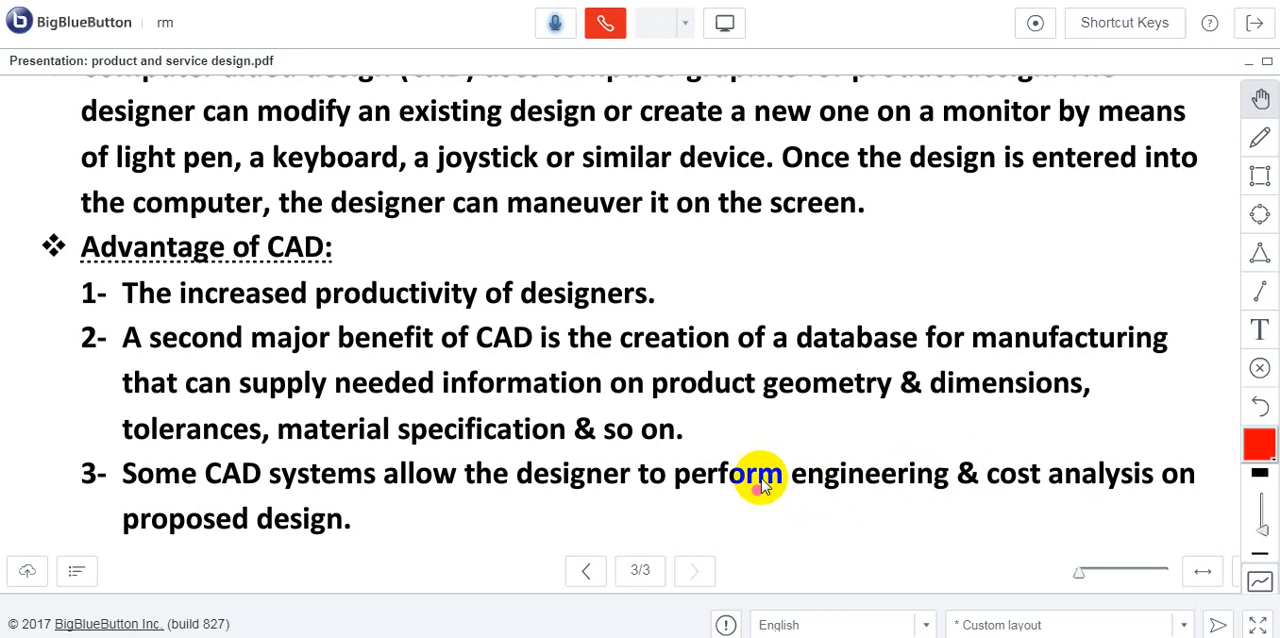 BigBlueButton rm
Shortcut Keys
Presentation: product and service design.pdf
designer can modify an existing design or create a new one on a monitor by means
of light pen, a keyboard, a joystick or similar device. Once the design is entered into
the computer, the designer can maneuver it on the screen.
❖ Advantage of CAD:
1- The increased productivity of designers.
2- A second major benefit of CAD is the creation of a database for manufacturing
that can supply needed information on product geometry & dimensions,
tolerances, material specification & so on.
3- Some CAD systems allow the designer to perform engineering & cost analysis on
proposed design.
3/3
© 2017 BigBlueButton Inc. (build 827)
English
* Custom layout